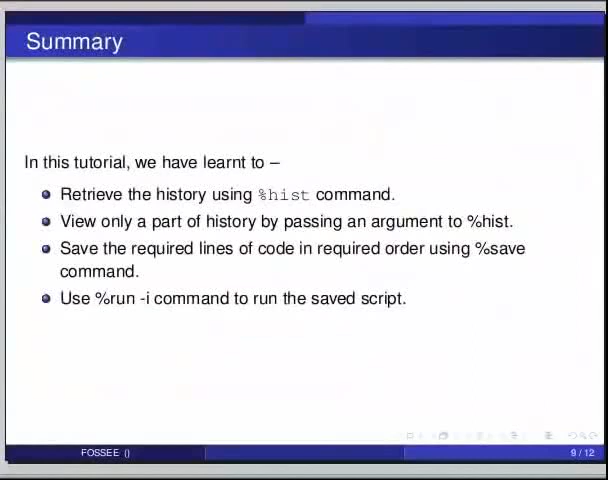 Summary
In this tutorial, we have learnt to –
Retrieve the history using %hist command.
View only a part of history by passing an argument to %hist.
Save the required lines of code in required order using %save
command.
Use %run -i command to run the saved script.
FOSSEE ()
9 / 12